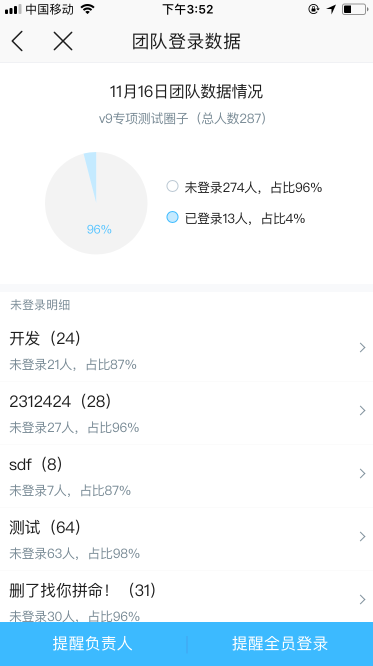 中国移动
下午3:52
团队登录数据
11月16日团队数据情况
v9专项测试圈子（总人数287）
96%
未登录274人，占比96%
已登录13人，占比4%
未登录明细
开发（24）
未登录21人，占比87%
2312424（28）
未登录27人，占比96%
sdf（8）
未登录7人，占比87%
测试（64）
未登录63人，占比98%
删了找你拼命！（31）
未登录30人，占比96%
提醒负责人
提醒全员登录